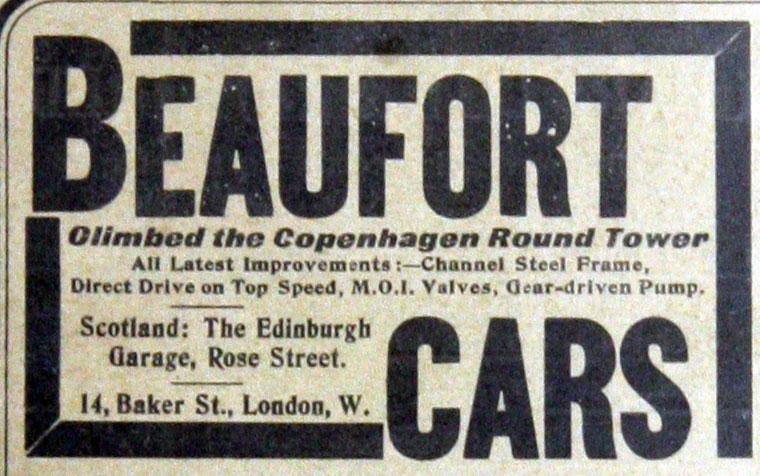 BEAUFORT
Climbed the Copenhagen Round Tower
All Latest Improvements:—Channel Steel Frame,
Direct Drive on Top Speed, M.O.I. Valves, Gear-driven Pump.
Scotland: The Edinburgh
Garage, Rose Street.
14, Baker St., London, W.
CARS